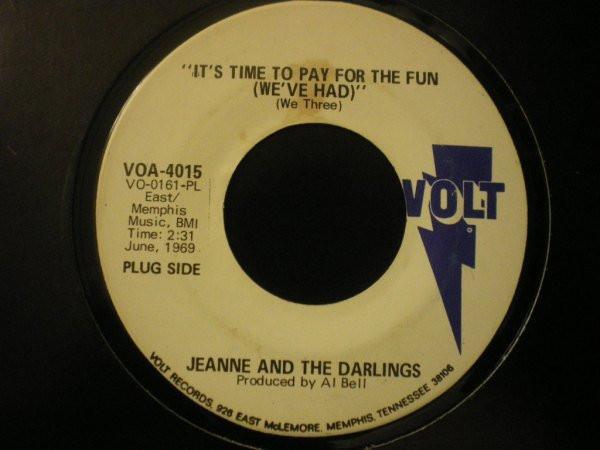 "IT'S TIME TO PAY FOR THE FUN
(WE'VE HAD)"
(We Three)
VOA-4015
VO-0161-PL
East/
Memphis
Music, BMI
Time: 2:31
June, 1969
PLUG SIDE
VOLT
JEANNE AND THE DARLINGS
Produced by Al Bell
VOLT RECORDS, 926 EAST McLEMORE, MEMPHIS, TENNESSEE 38106